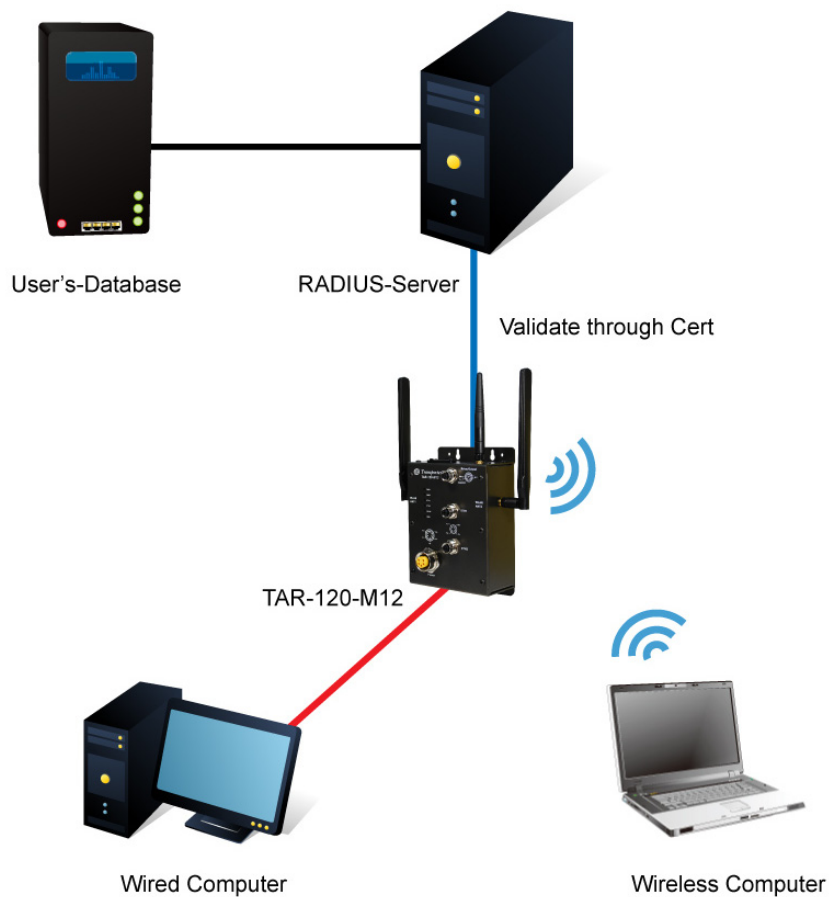 User's-Database
RADIUS-Server
Validate through Cert
TAR-120-M12
Wired Computer
Wireless Computer